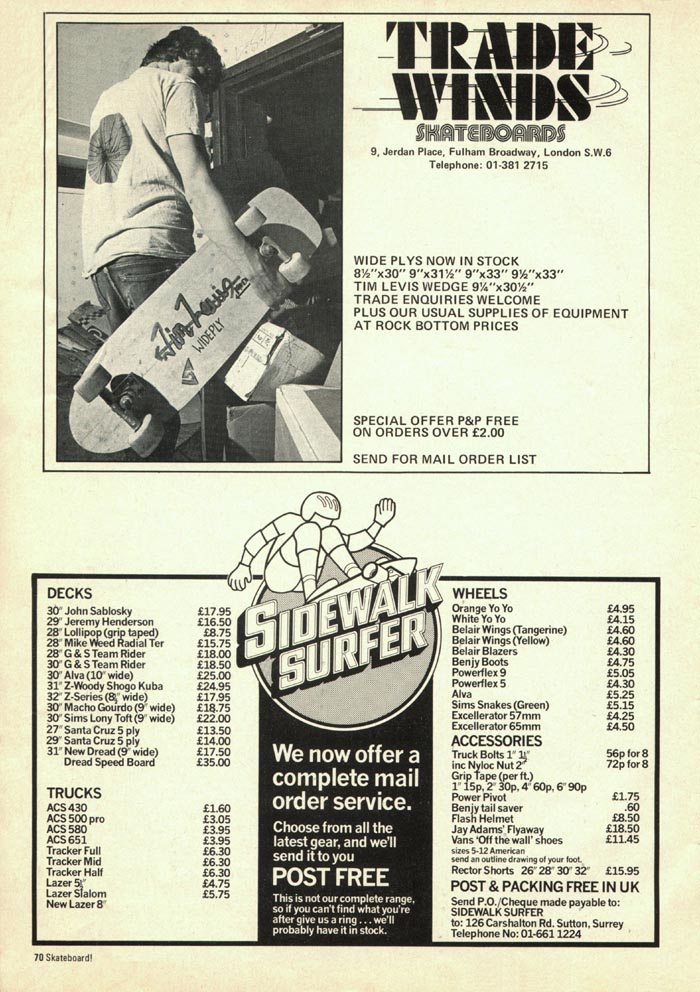 TRADE
WINDS
SKATEBOARDS
9, Jerdan Place, Fulham Broadway, London S.W.6
Telephone: 01-381 2715
Tim Levis
WIDEPLY
WIDE PLYS NOW IN STOCK
8½"x30" 9"x31½" 9"x33" 9½"x33"
TIM LEVIS WEDGE 9¼"x30½"
TRADE ENQUIRIES WELCOME
PLUS OUR USUAL SUPPLIES OF EQUIPMENT
AT ROCK BOTTOM PRICES
SPECIAL OFFER P&P FREE
ON ORDERS OVER £2.00
SEND FOR MAIL ORDER LIST
SIDEWALK
SURFER
DECKS
30" John Sablosky £17.95
29" Jeremy Henderson £16.50
28" Lollipop (grip taped) £8.75
28" Mike Weed Radial Ter £15.75
28" G & S Team Rider £18.00
30" G & S Team Rider £18.50
30" Alva (10" wide) £25.00
31" Z-Woody Shogo Kuba £24.95
32" Z-Series (8½" wide) £17.95
30" Macho Gourdo (9" wide) £18.75
30" Sims Lony Toft (9" wide) £22.00
27" Santa Cruz 5 ply £13.50
29" Santa Cruz 5 ply £14.00
31" New Dread (9" wide) £17.50
Dread Speed Board £35.00
TRUCKS
ACS 430 £1.60
ACS 500 pro £3.05
ACS 580 £3.95
ACS 651 £3.95
Tracker Full £6.30
Tracker Mid £6.30
Tracker Half £6.30
Lazer 5½" £4.75
Lazer Slalom £5.75
New Lazer 8"
We now offer a
complete mail
order service.
Choose from all the
latest gear, and we'll
send it to you
POST FREE
This is not our complete range,
so if you can't find what you're
after give us a ring . . . we'll
probably have it in stock.
WHEELS
Orange Yo Yo £4.95
White Yo Yo £4.15
Belair Wings (Tangerine) £4.60
Belair Wings (Yellow) £4.60
Belair Blazers £4.30
Benjy Boots £4.75
Powerflex 9 £5.05
Powerflex 5 £4.30
Alva £5.25
Sims Snakes (Green) £5.15
Excellerator 57mm £4.25
Excellerator 65mm £4.50
ACCESSORIES
Truck Bolts 1" 1½" 56p for 8
inc Nyloc Nut 2" 72p for 8
Grip Tape (per ft.)
1" 15p, 2" 30p, 4" 60p, 6" 90p
Power Pivot £1.75
Benjy tail saver .60
Flash Helmet £8.50
Jay Adams' Flyaway £18.50
Vans 'Off the wall' shoes £11.45
sizes 5-12 American
send an outline drawing of your foot.
Rector Shorts 26" 28" 30" 32" £15.95
POST & PACKING FREE IN UK
Send P.O./Cheque made payable to:
SIDEWALK SURFER
to: 126 Carshalton Rd. Sutton, Surrey
Telephone No: 01-661 1224
70 Skateboard!